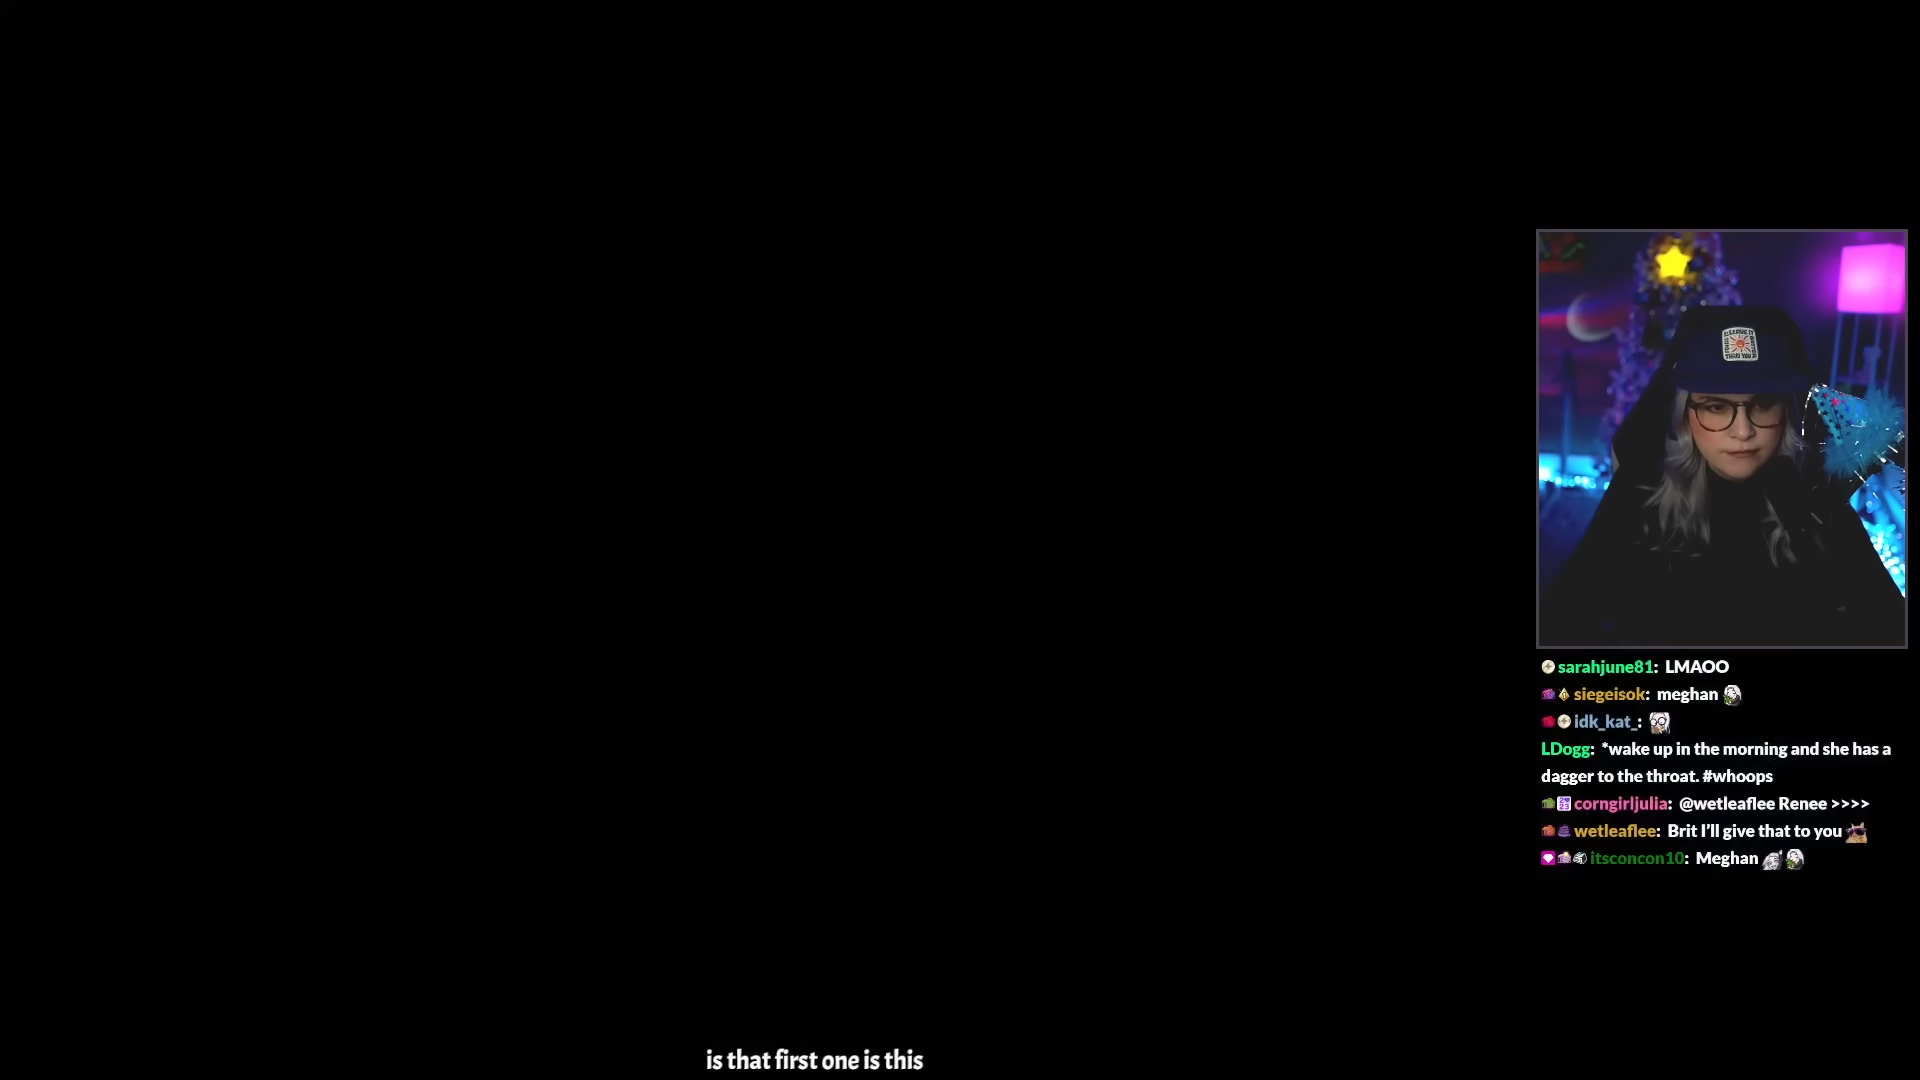 sarahjune81: LMAOO
siegeisok: meghan
idk_kat_:
LDogg: *wake up in the morning and she has a
dagger to the throat. #whoops
corngirljulia: @wetleaflee Renee >>>>
wetleaflee: Brit I'll give that to you
itsconcon10: Meghan
is that first one is this